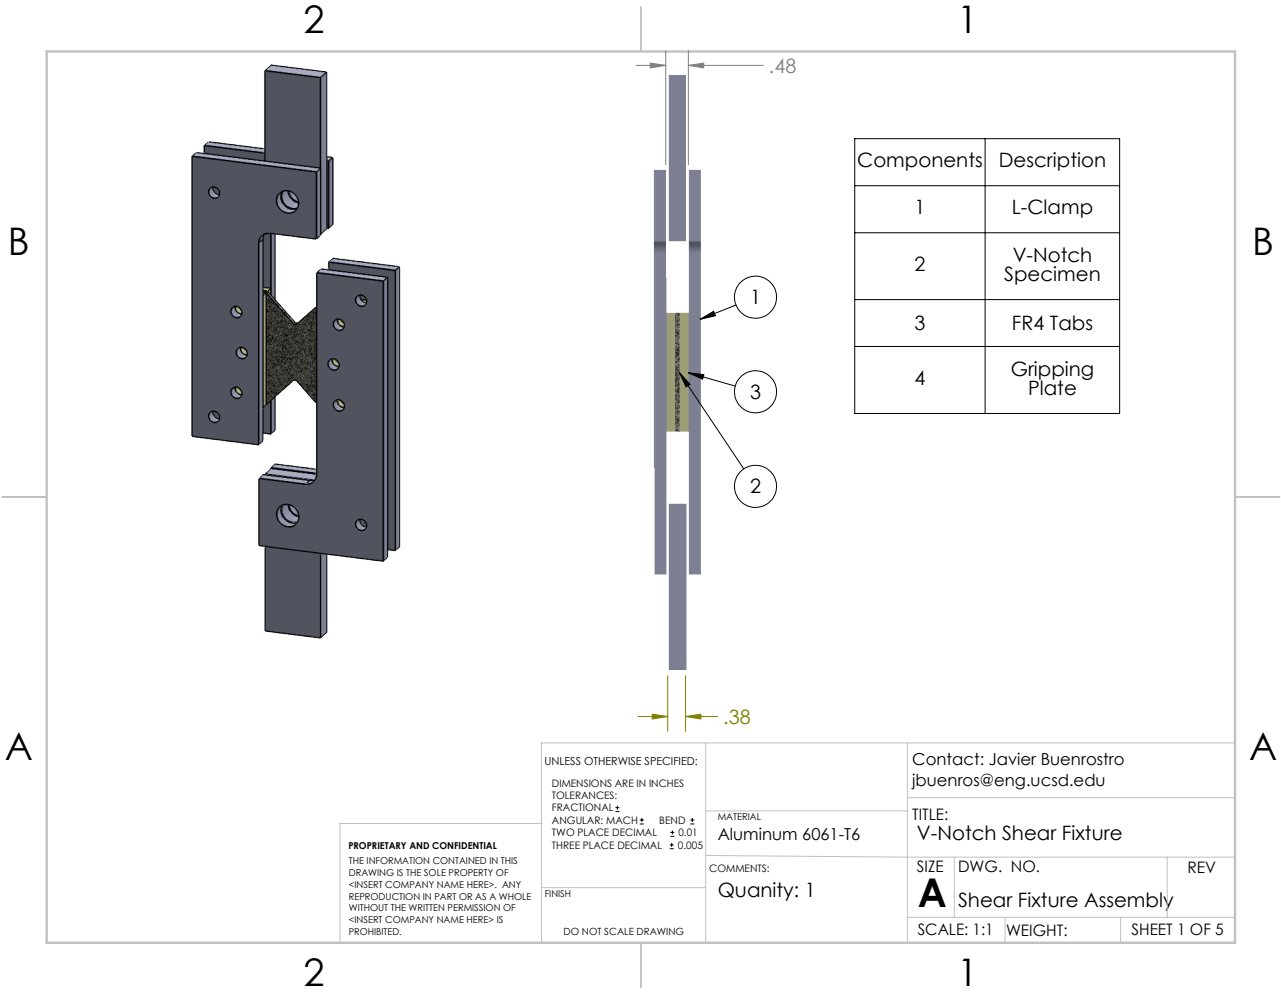 2
1
B
B
A
A
.48
Components Description
1 L-Clamp
2 V-Notch
Specimen
3 FR4 Tabs
4 Gripping
Plate
1
3
2
.38
PROPRIETARY AND CONFIDENTIAL
THE INFORMATION CONTAINED IN THIS
DRAWING IS THE SOLE PROPERTY OF
<INSERT COMPANY NAME HERE>. ANY
REPRODUCTION IN PART OR AS A WHOLE
WITHOUT THE WRITTEN PERMISSION OF
<INSERT COMPANY NAME HERE> IS
PROHIBITED.
UNLESS OTHERWISE SPECIFIED:
DIMENSIONS ARE IN INCHES
TOLERANCES:
FRACTIONAL ±
ANGULAR: MACH ± BEND ±
TWO PLACE DECIMAL ± 0.01
THREE PLACE DECIMAL ± 0.005
FINISH
DO NOT SCALE DRAWING
MATERIAL
Aluminum 6061-T6
COMMENTS:
Quanity: 1
Contact: Javier Buenrostro
jbuenros@eng.ucsd.edu
TITLE:
V-Notch Shear Fixture
SIZE DWG. NO. REV
A Shear Fixture Assembly
SCALE: 1:1 WEIGHT: SHEET 1 OF 5
2
1